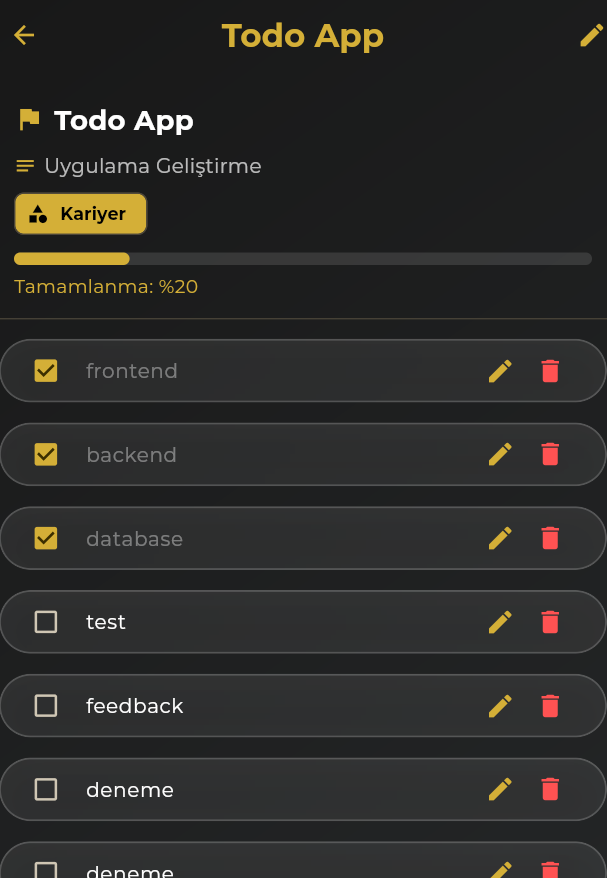 Todo App
Todo App
Uygulama Geliştirme
Kariyer
Tamamlanma: %20
frontend
backend
database
test
feedback
deneme
deneme